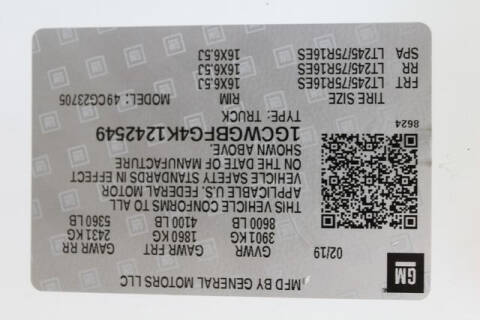 MFD BY GENERAL MOTORS LLC
GM
02/19
GVWR GAWR FRT GAWR RR
3901 KG 1860 KG 2431 KG
8600 LB 4100 LB 5360 LB
THIS VEHICLE CONFORMS TO ALL
APPLICABLE U.S. FEDERAL MOTOR
VEHICLE SAFETY STANDARDS IN EFFECT
ON THE DATE OF MANUFACTURE
SHOWN ABOVE.
1GCWGBFG4K1242549
8624
TYPE: TRUCK
TIRE SIZE RIM MODEL: 49CG23705
FRT LT245/75R16ES 16X6.5J
RR LT245/75R16ES 16X6.5J
SPA LT245/75R16ES 16X6.5J